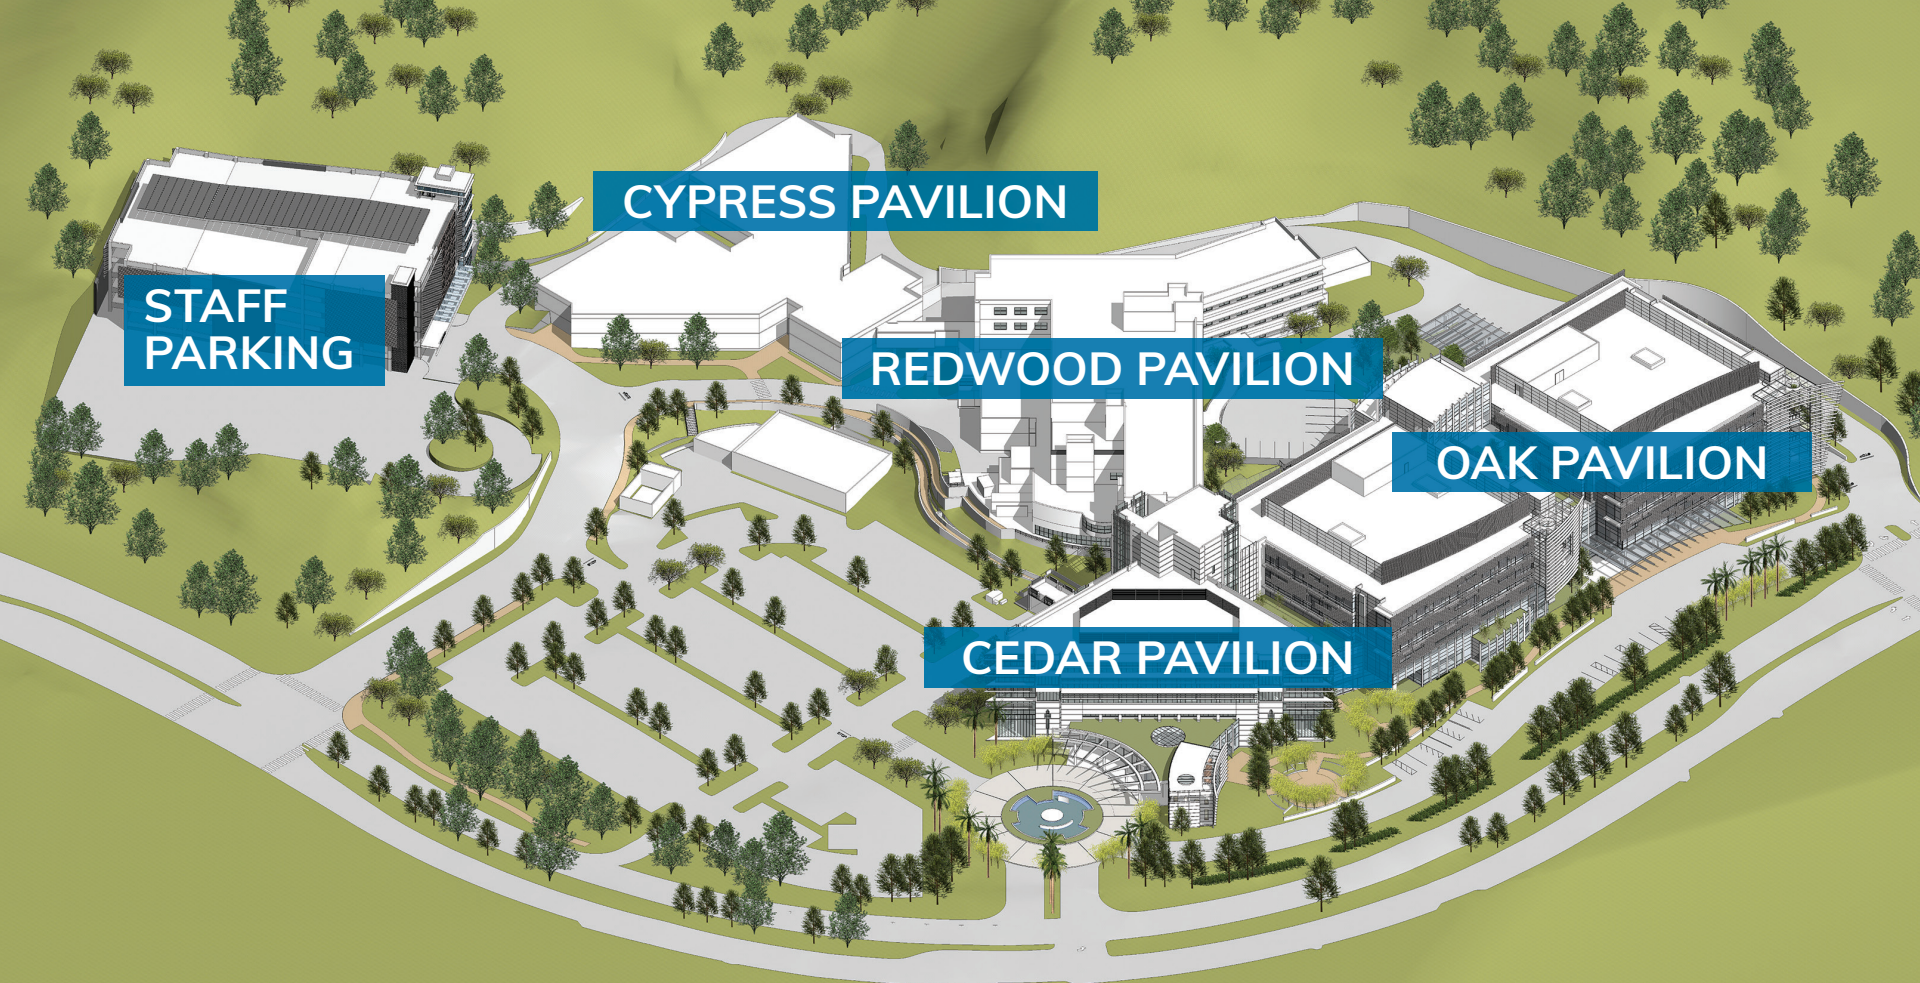 CYPRESS PAVILION
STAFF
PARKING
REDWOOD PAVILION
OAK PAVILION
CEDAR PAVILION